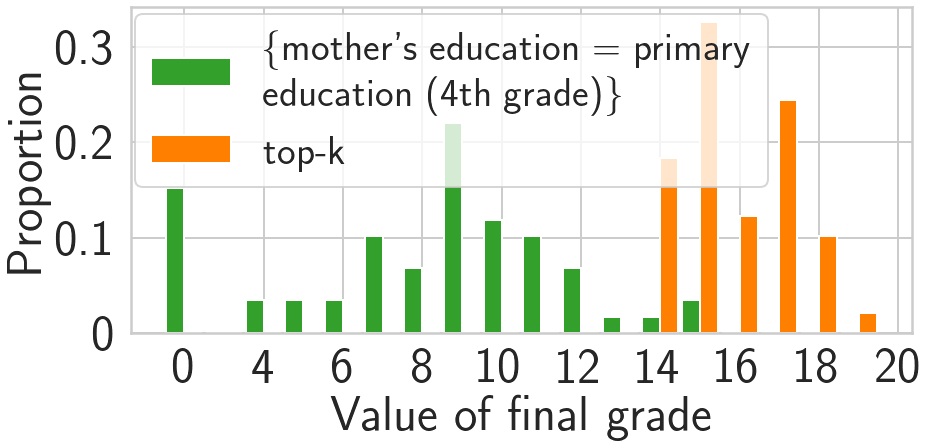 {mother's education = primary
education (4th grade)}
top-k
0.3
0.2
0.1
0
Proportion
0 4 6 8 10 12 14 16 18 20
Value of final grade